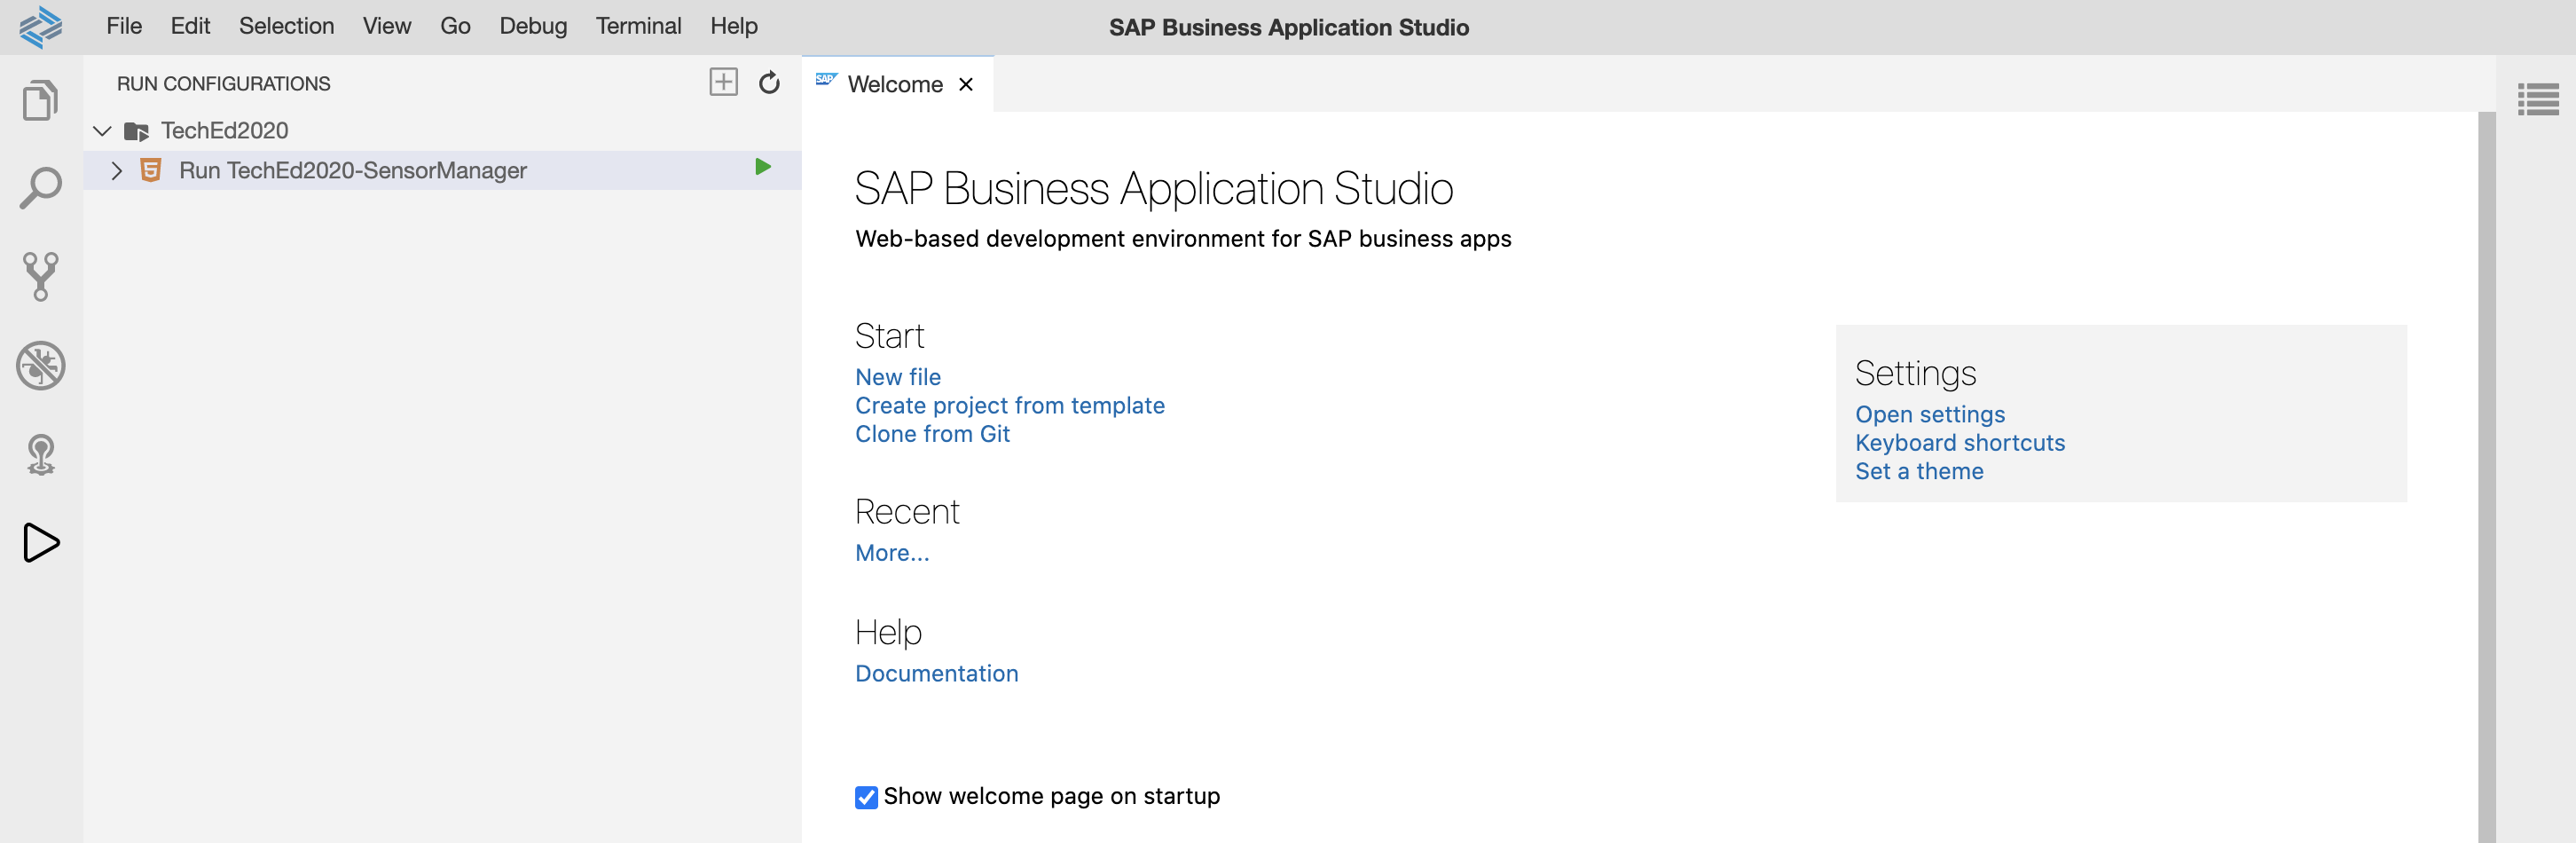 File Edit Selection View Go Debug Terminal Help
SAP Business Application Studio
RUN CONFIGURATIONS
TechEd2020
5 Run TechEd2020-SensorManager
SAP Welcome
SAP Business Application Studio
Web-based development environment for SAP business apps
Start
New file
Create project from template
Clone from Git
Recent
More...
Help
Documentation
Settings
Open settings
Keyboard shortcuts
Set a theme
Show welcome page on startup